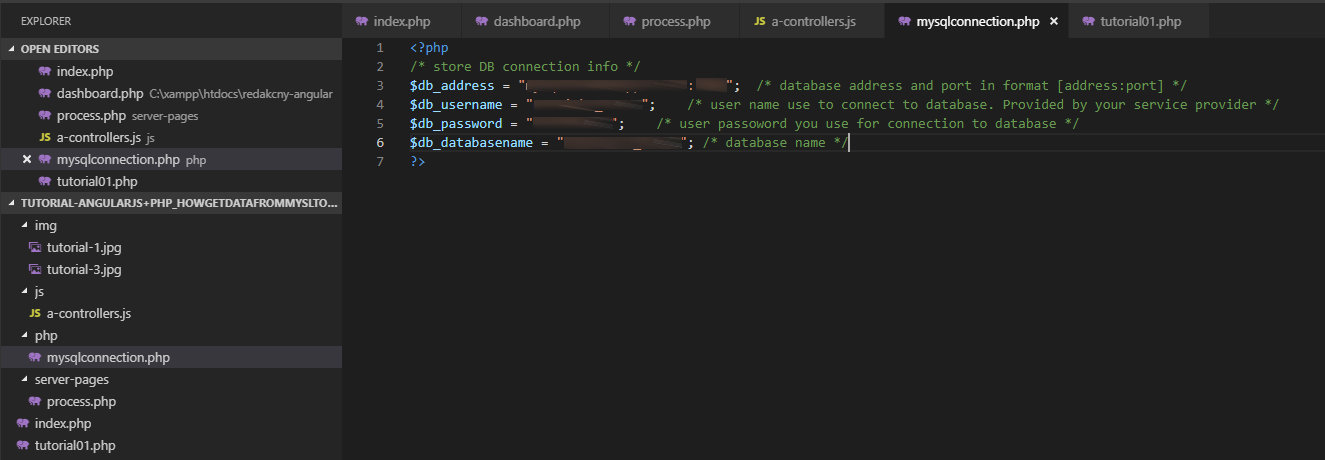 EXPLORER
OPEN EDITORS
index.php
dashboard.php C:\xampp\htdocs\redakcny-angular
process.php server-pages
JS a-controllers.js js
mysqlconnection.php php
tutorial01.php
TUTORIAL-ANGULARJS+PHP_HOWGETDATAFROMMYSLTO...
img
tutorial-1.jpg
tutorial-3.jpg
js
JS a-controllers.js
php
mysqlconnection.php
server-pages
process.php
index.php
tutorial01.php
index.php dashboard.php process.php JS a-controllers.js mysqlconnection.php tutorial01.php
1 <?php
2 /* store DB connection info */
3 $db_address = ":"; /* database address and port in format [address:port] */
4 $db_username = "_"; /* user name use to connect to database. Provided by your service provider */
5 $db_password = ""; /* user passoword you use for connection to database */
6 $db_databasename = "_"; /* database name */
7 ?>